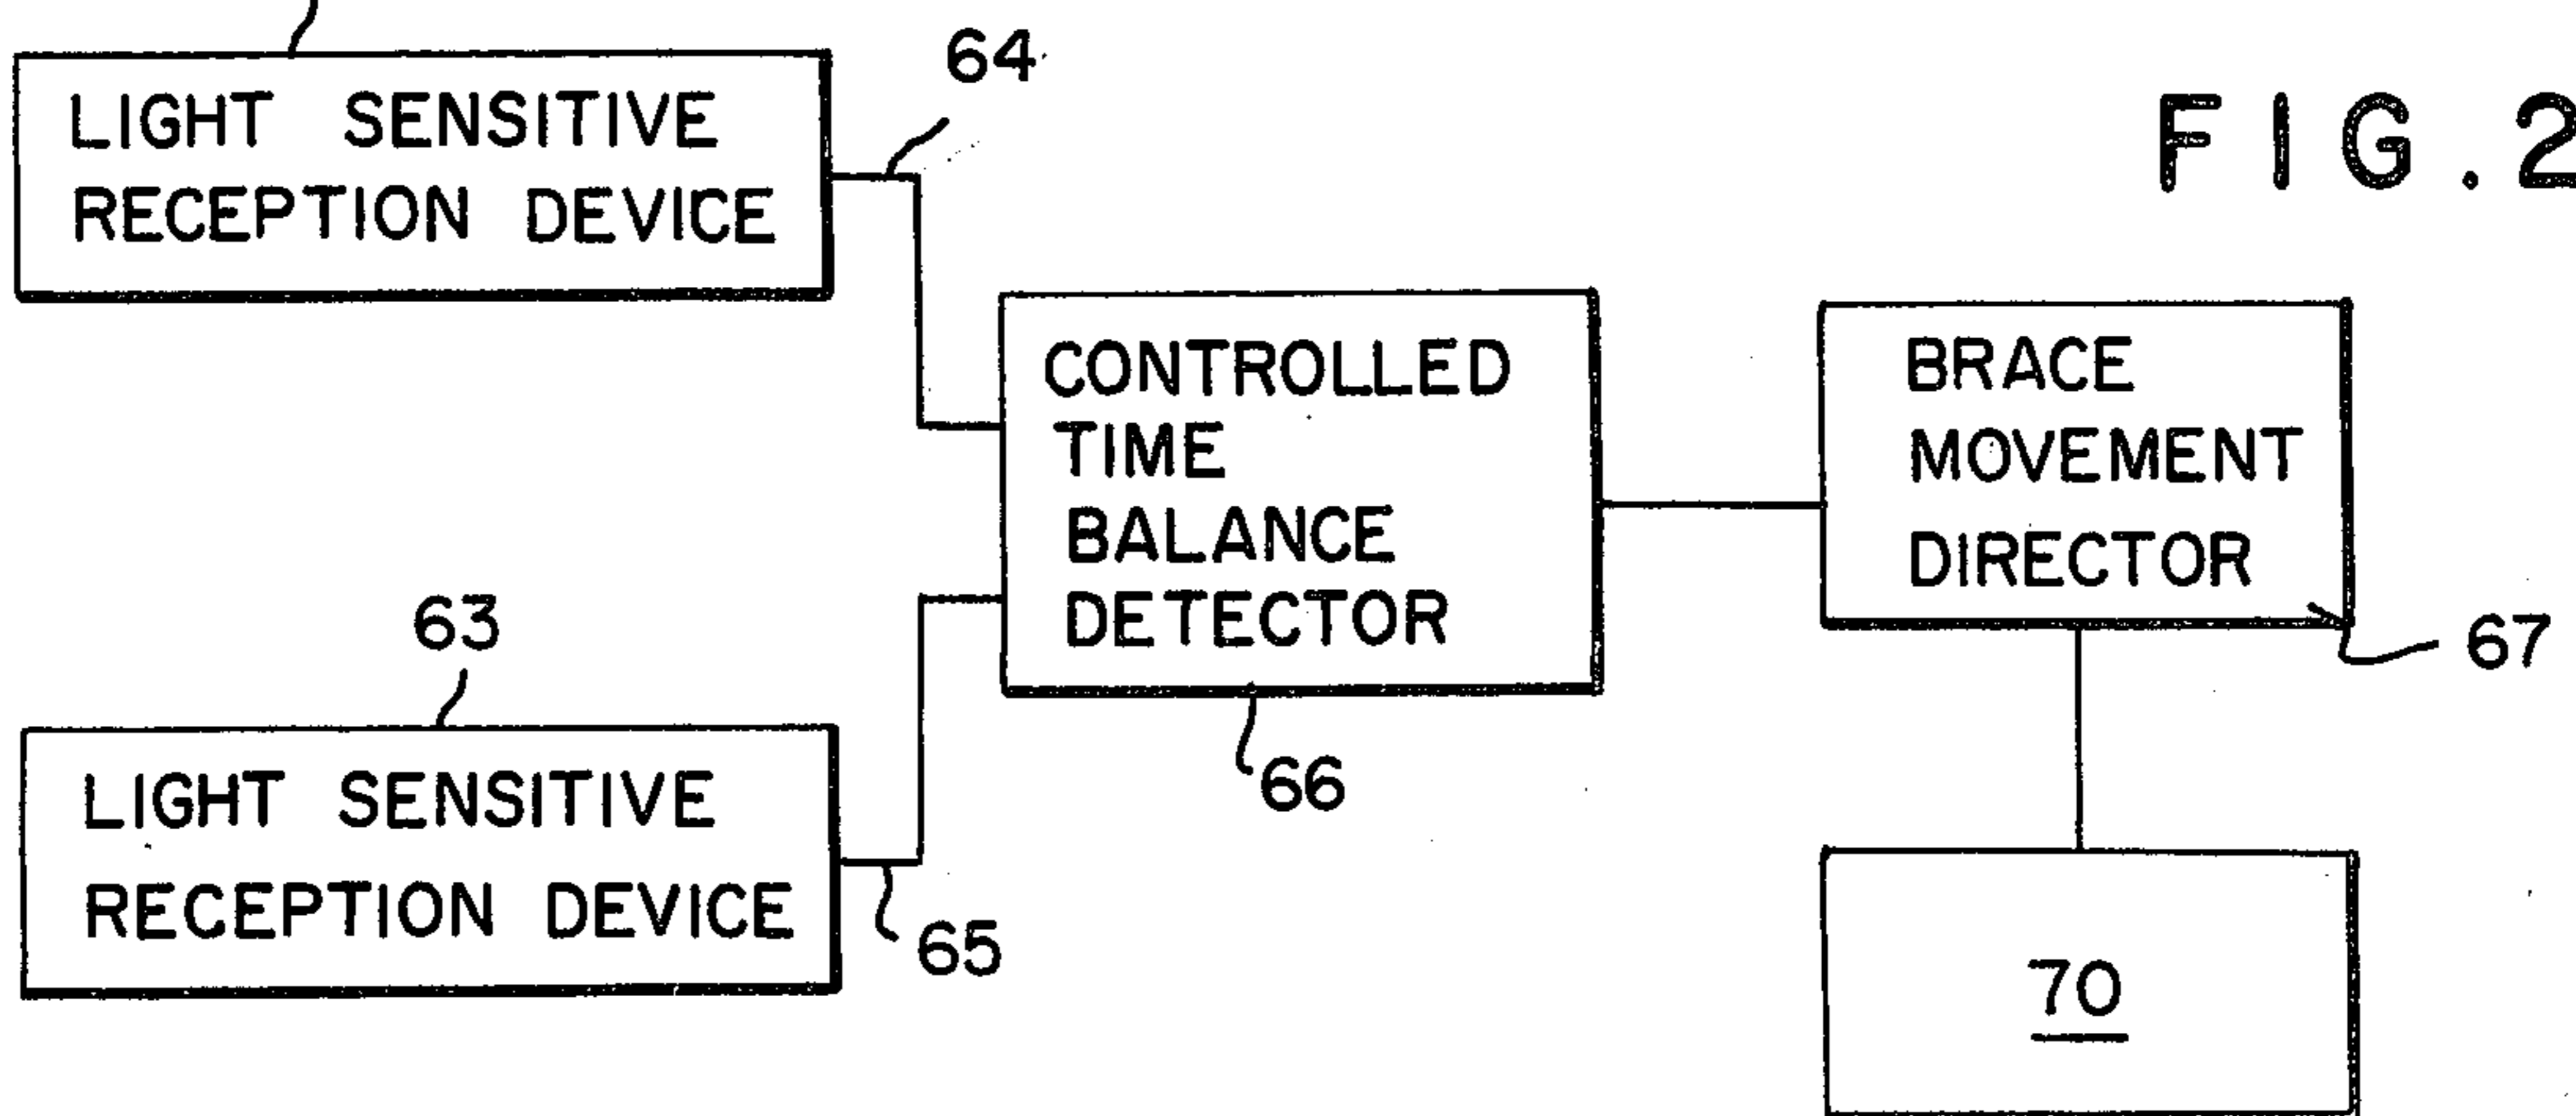 64
FIG.2
LIGHT SENSITIVE
RECEPTION DEVICE
CONTROLLED
TIME
BALANCE
DETECTOR
BRACE
MOVEMENT
DIRECTOR
63
67
66
LIGHT SENSITIVE
RECEPTION DEVICE
65
70